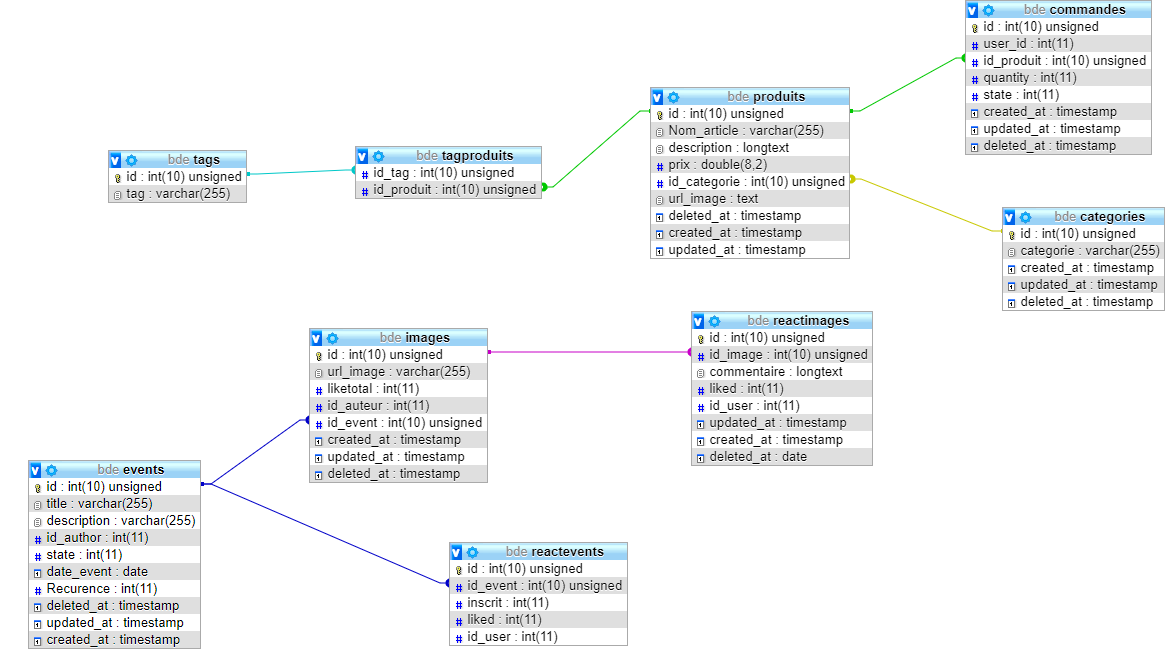 bde commandes
id : int(10) unsigned
user_id : int(11)
id_produit : int(10) unsigned
quantity : int(11)
state : int(11)
created_at : timestamp
updated_at : timestamp
deleted_at : timestamp
bde produits
id : int(10) unsigned
Nom_article : varchar(255)
description : longtext
prix : double(8,2)
id_categorie : int(10) unsigned
url_image : text
deleted_at : timestamp
created_at : timestamp
updated_at : timestamp
bde tags
id : int(10) unsigned
tag : varchar(255)
bde tagproduits
id_tag : int(10) unsigned
id_produit : int(10) unsigned
bde categories
id : int(10) unsigned
categorie : varchar(255)
created_at : timestamp
updated_at : timestamp
deleted_at : timestamp
bde images
id : int(10) unsigned
url_image : varchar(255)
liketotal : int(11)
id_auteur : int(11)
id_event : int(10) unsigned
created_at : timestamp
updated_at : timestamp
deleted_at : timestamp
bde reactimages
id : int(10) unsigned
id_image : int(10) unsigned
commentaire : longtext
liked : int(11)
id_user : int(11)
updated_at : timestamp
created_at : timestamp
deleted_at : date
bde events
id : int(10) unsigned
title : varchar(255)
description : varchar(255)
id_author : int(11)
state : int(11)
date_event : date
Recurence : int(11)
deleted_at : timestamp
updated_at : timestamp
created_at : timestamp
bde reactevents
id : int(10) unsigned
id_event : int(10) unsigned
inscrit : int(11)
liked : int(11)
id_user : int(11)